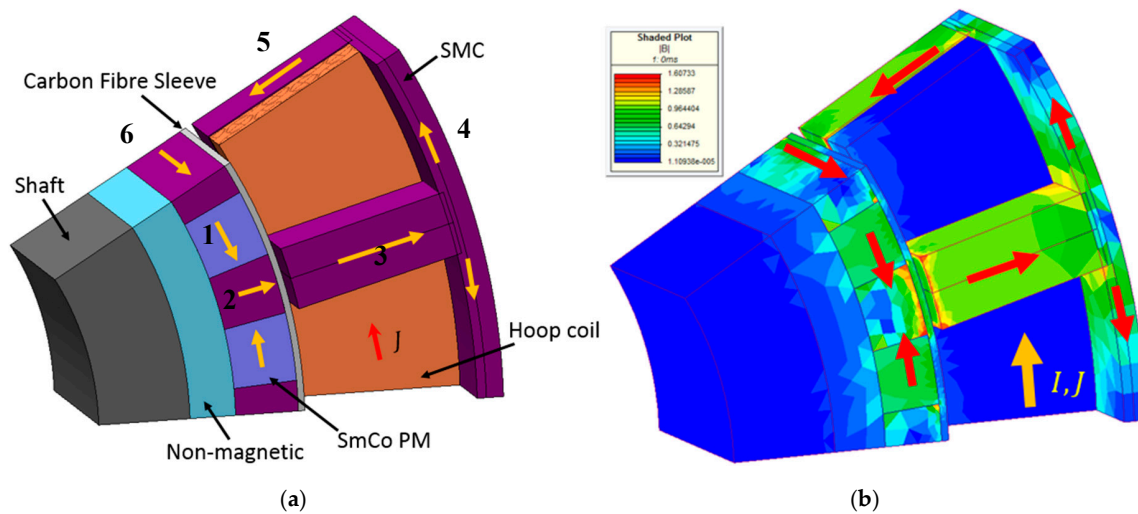 5
SMC
Carbon Fibre Sleeve
6
4
Shaft
1
3
2
J
Hoop coil
Non-magnetic
SmCo PM
(a)
Shaded Plot
|B|
f: 0ms
1.60733
1.28587
0.964404
0.64294
0.321475
1.10938e-005
I, J
(b)